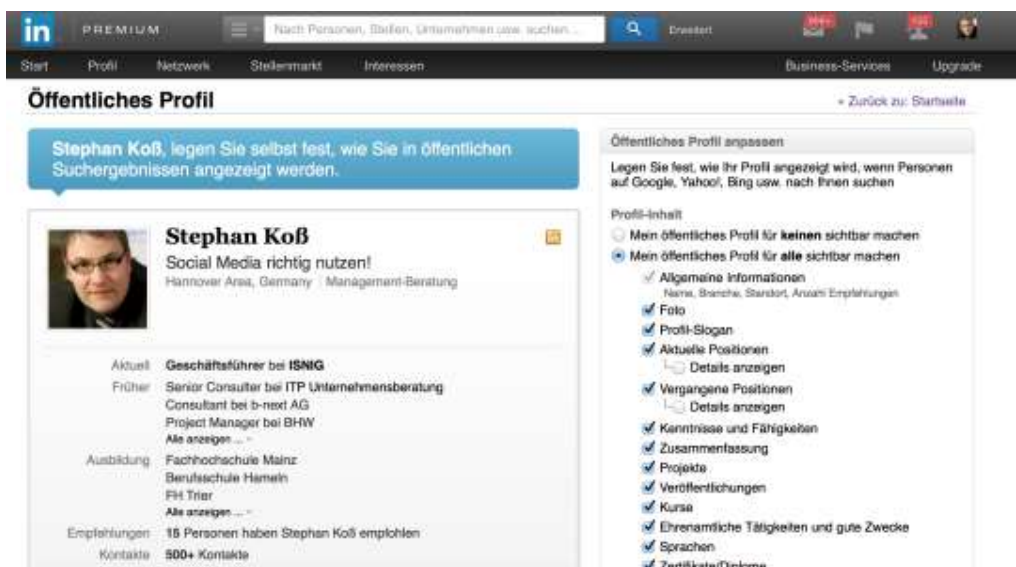 in PREMIUM Nach Personen, Stellen, Unternehmen usw. suchen... Erweitert
Start Profil Netzwerk Stellenmarkt Interessen Business-Services Upgrade
Öffentliches Profil
« Zurück zu: Startseite
Stephan Koß, legen Sie selbst fest, wie Sie in öffentlichen
Suchergebnissen angezeigt werden.
Stephan Koß
Social Media richtig nutzen!
Hannover Area, Germany Management-Beratung
Aktuell Geschäftsführer bei ISNIG
Früher Senior Consulter bei ITP Unternehmensberatung
Consultant bei b-next AG
Project Manager bei BHW
Alle anzeigen ...
Ausbildung Fachhochschule Mainz
Berufsschule Hameln
FH Trier
Alle anzeigen ...
Empfehlungen 15 Personen haben Stephan Koß empfohlen
Kontakte 500+ Kontakte
Öffentliches Profil anpassen
Legen Sie fest, wie Ihr Profil angezeigt wird, wenn Personen
auf Google, Yahoo!, Bing usw. nach Ihnen suchen
Profil-Inhalt
Mein öffentliches Profil für keinen sichtbar machen
Mein öffentliches Profil für alle sichtbar machen
Allgemeine Informationen
Name, Branche, Standort, Anzahl Empfehlungen
Foto
Profil-Slogan
Aktuelle Positionen
Details anzeigen
Vergangene Positionen
Details anzeigen
Kenntnisse und Fähigkeiten
Zusammenfassung
Projekte
Veröffentlichungen
Kurse
Ehrenamtliche Tätigkeiten und gute Zwecke
Sprachen
Zertifikate/Diplome